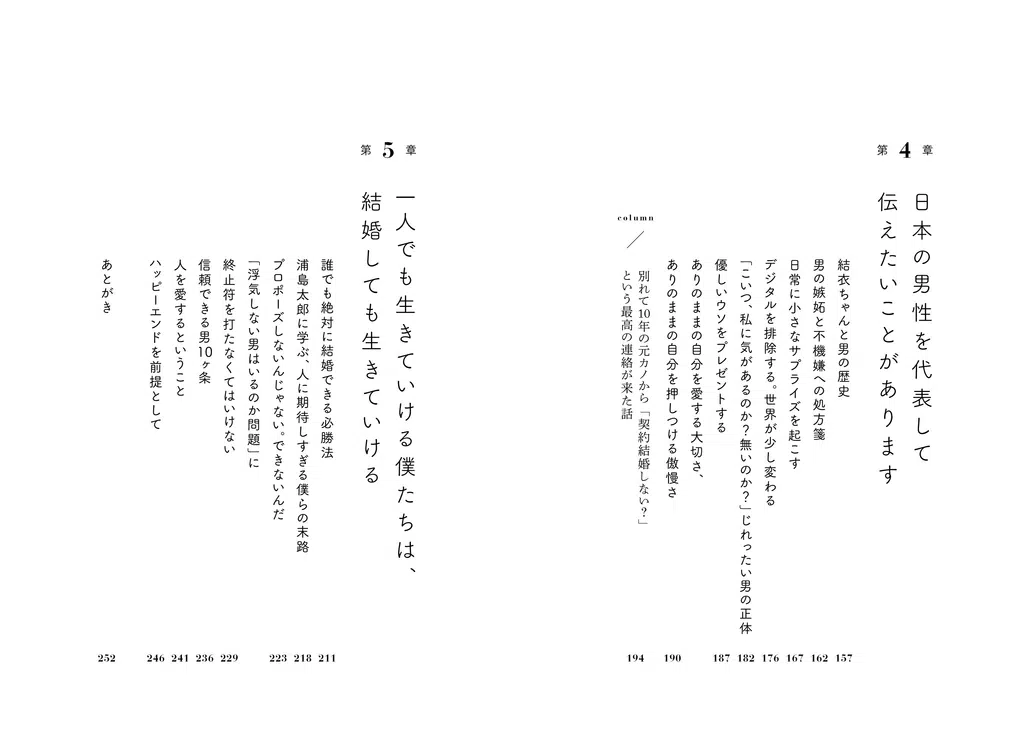 第4章
日本の男性を代表して
伝えたいことがあります
結衣ちゃんと男の歴史
157
男の嫉妬と不機嫌への処方箋
162
日常に小さなサプライズを起こす
167
デジタルを排除する。世界が少し変わる
176
「こいつ、私に気があるのか？無いのか？」じれったい男の正体
182
優しいウソをプレゼントする
187
ありのままの自分を愛する大切さ、
ありのままの自分を押しつける傲慢さ
190
column
別れて10年の元カノから「契約結婚しない？」
という最高の連絡が来た話
194
第5章
一人でも生きていける僕たちは、
結婚しても生きていける
誰でも絶対に結婚できる必勝法
211
浦島太郎に学ぶ、人に期待しすぎる僕らの末路
218
プロポーズしないんじゃない。できないんだ
223
「浮気しない男はいるのか問題」に
終止符を打たなくてはいけない
229
信頼できる男10ヶ条
236
人を愛するということ
241
ハッピーエンドを前提として
246
あとがき
252